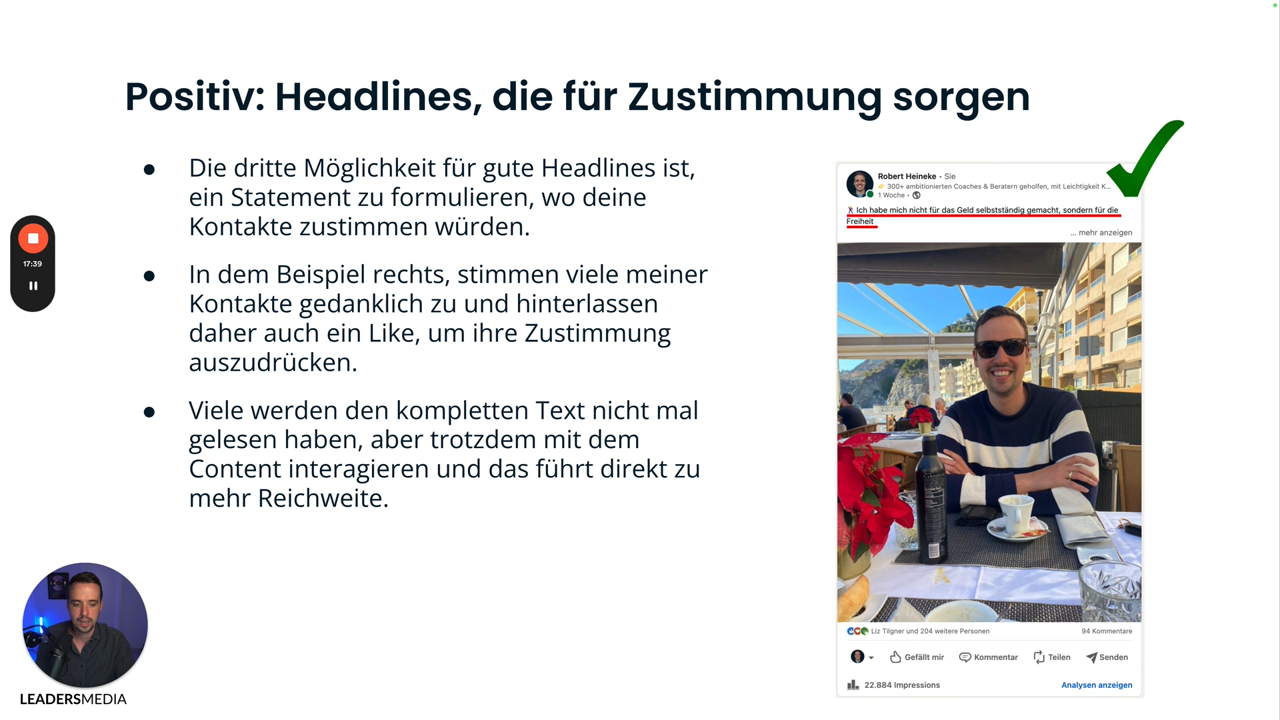 Positiv: Headlines, die für Zustimmung sorgen
● Die dritte Möglichkeit für gute Headlines ist,
ein Statement zu formulieren, wo deine
Kontakte zustimmen würden.
● In dem Beispiel rechts, stimmen viele meiner
Kontakte gedanklich zu und hinterlassen
daher auch ein Like, um ihre Zustimmung
auszudrücken.
● Viele werden den kompletten Text nicht mal
gelesen haben, aber trotzdem mit dem
Content interagieren und das führt direkt zu
mehr Reichweite.
17:39
LEADERSMEDIA
Robert Heineke • Sie
300+ ambitionierten Coaches & Beratern geholfen, mit Leichtigkeit K...
1 Woche •
Ich habe mich nicht für das Geld selbstständig gemacht, sondern für die
Freiheit
... mehr anzeigen
Liz Tilgner und 204 weitere Personen
94 Kommentare
Gefällt mir
Kommentar
Teilen
Senden
22.884 Impressions
Analysen anzeigen